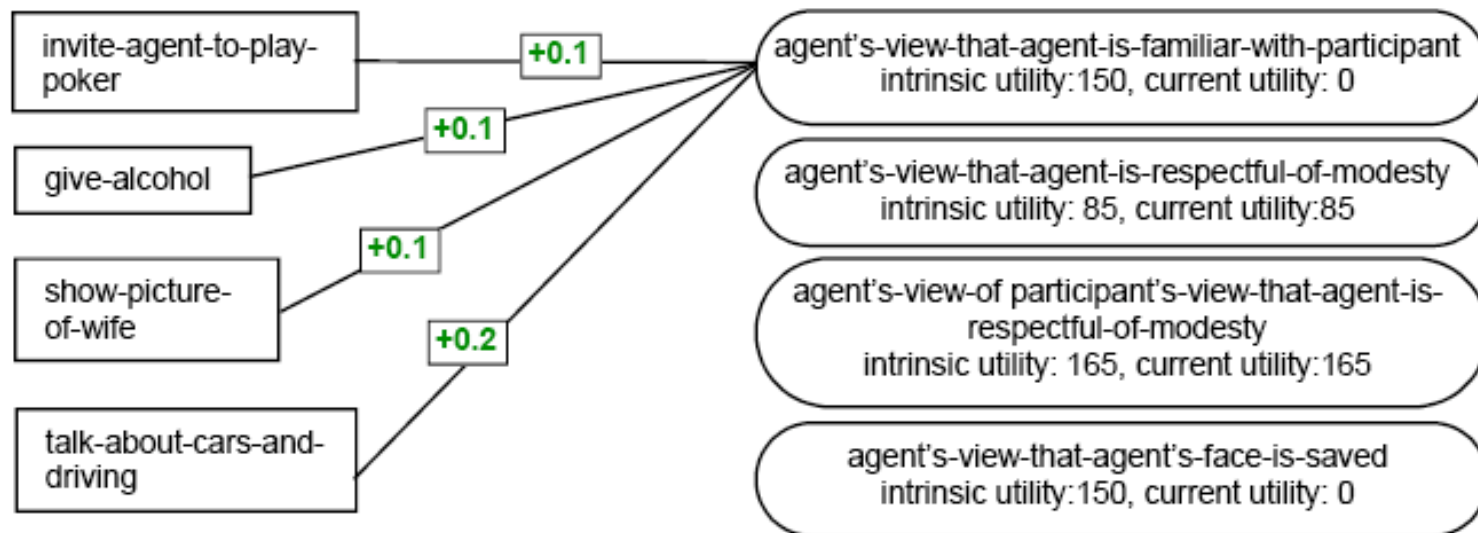 invite-agent-to-play-
poker
+0.1
agent's-view-that-agent-is-familiar-with-participant
intrinsic utility:150, current utility: 0
give-alcohol
+0.1
agent's-view-that-agent-is-respectful-of-modesty
intrinsic utility: 85, current utility:85
show-picture-
of-wife
+0.1
agent's-view-of participant's-view-that-agent-is-
respectful-of-modesty
intrinsic utility: 165, current utility:165
talk-about-cars-and-
driving
+0.2
agent's-view-that-agent's-face-is-saved
intrinsic utility:150, current utility: 0